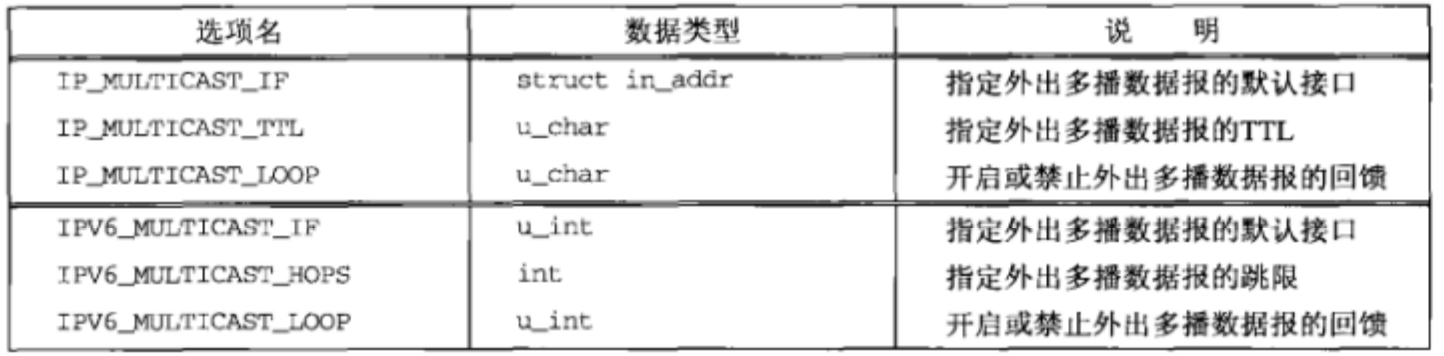 选项名 数据类型 说 明
IP_MULTICAST_IF struct in_addr 指定外出多播数据报的默认接口
IP_MULTICAST_TTL u_char 指定外出多播数据报的TTL
IP_MULTICAST_LOOP u_char 开启或禁止外出多播数据报的回馈
IPV6_MULTICAST_IF u_int 指定外出多播数据报的默认接口
IPV6_MULTICAST_HOPS int 指定外出多播数据报的跳限
IPV6_MULTICAST_LOOP u_int 开启或禁止外出多播数据报的回馈